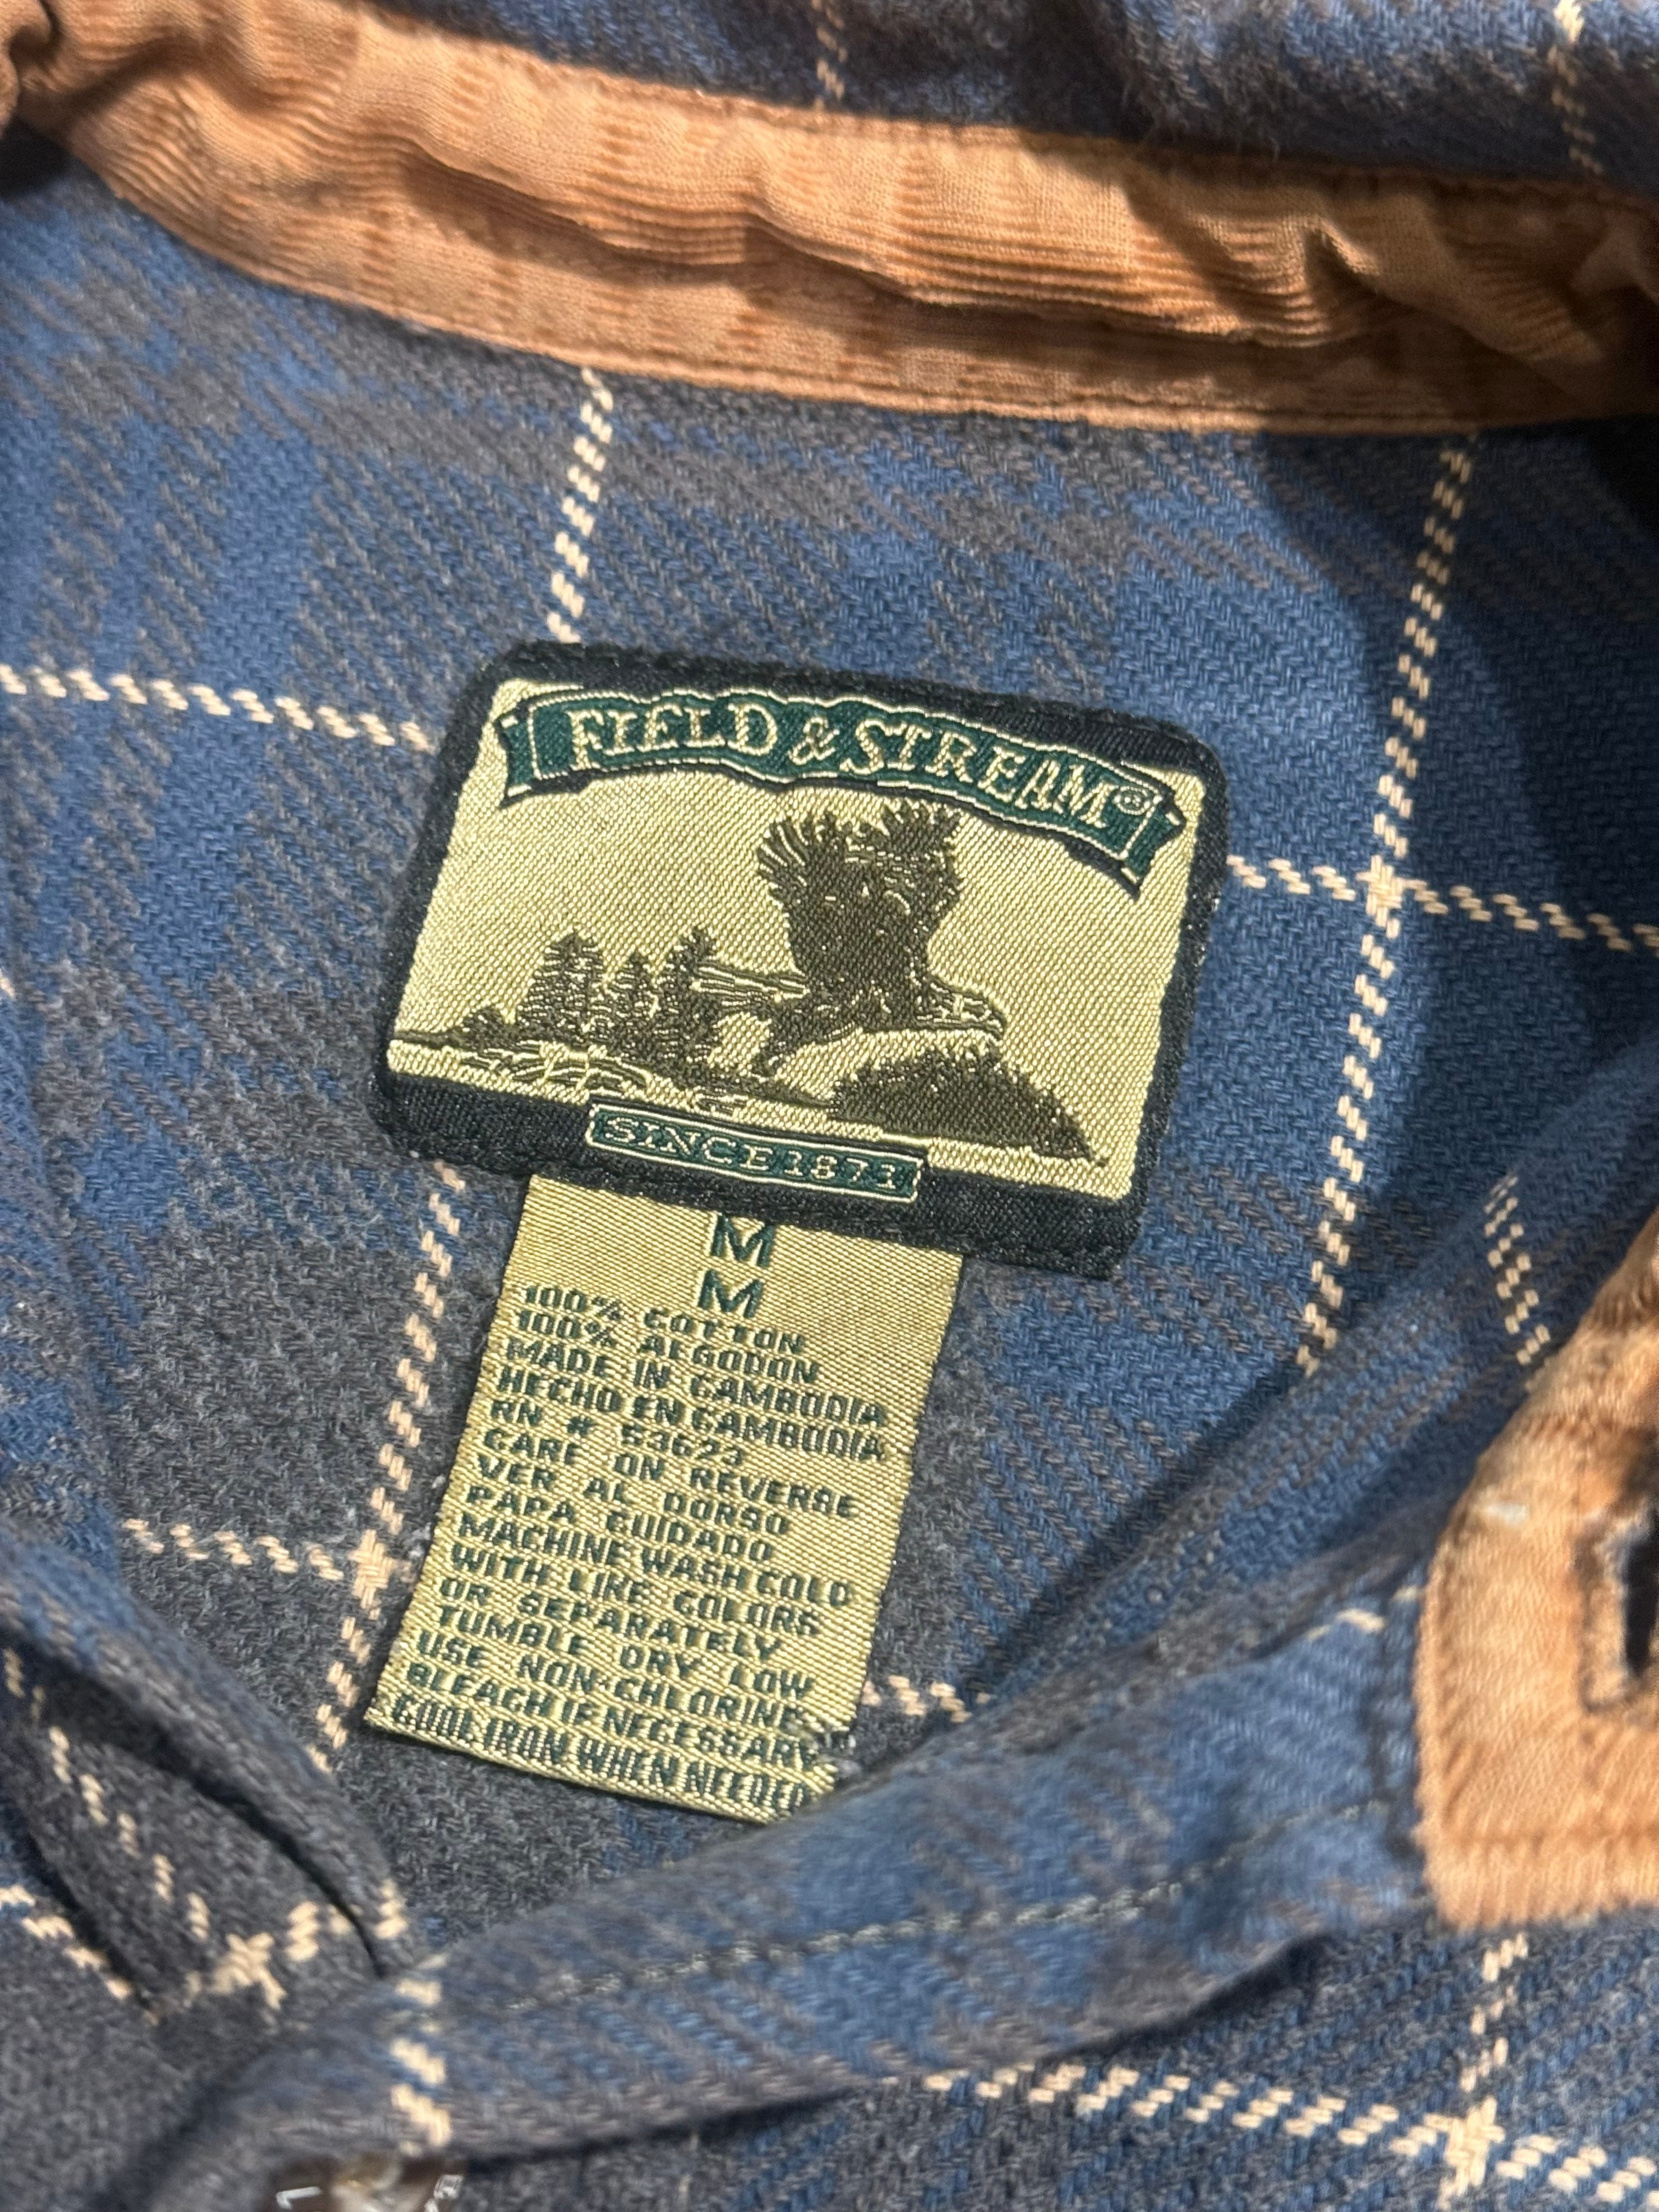 FIELD & STREAM®
SINCE 1871
M
M
100% COTTON
100% ALGODON
MADE IN CAMBODIA
HECHO EN CAMBODIA
RN # 53623
CARE ON REVERSE
VER AL DORSO
PAPA CUIDADO
MACHINE WASH COLD
WITH LIKE COLORS
OR SEPARATELY
TUMBLE DRY LOW
USE NON-CHLORINE
BLEACH IF NECESSARY
COOL IRON WHEN NEEDED